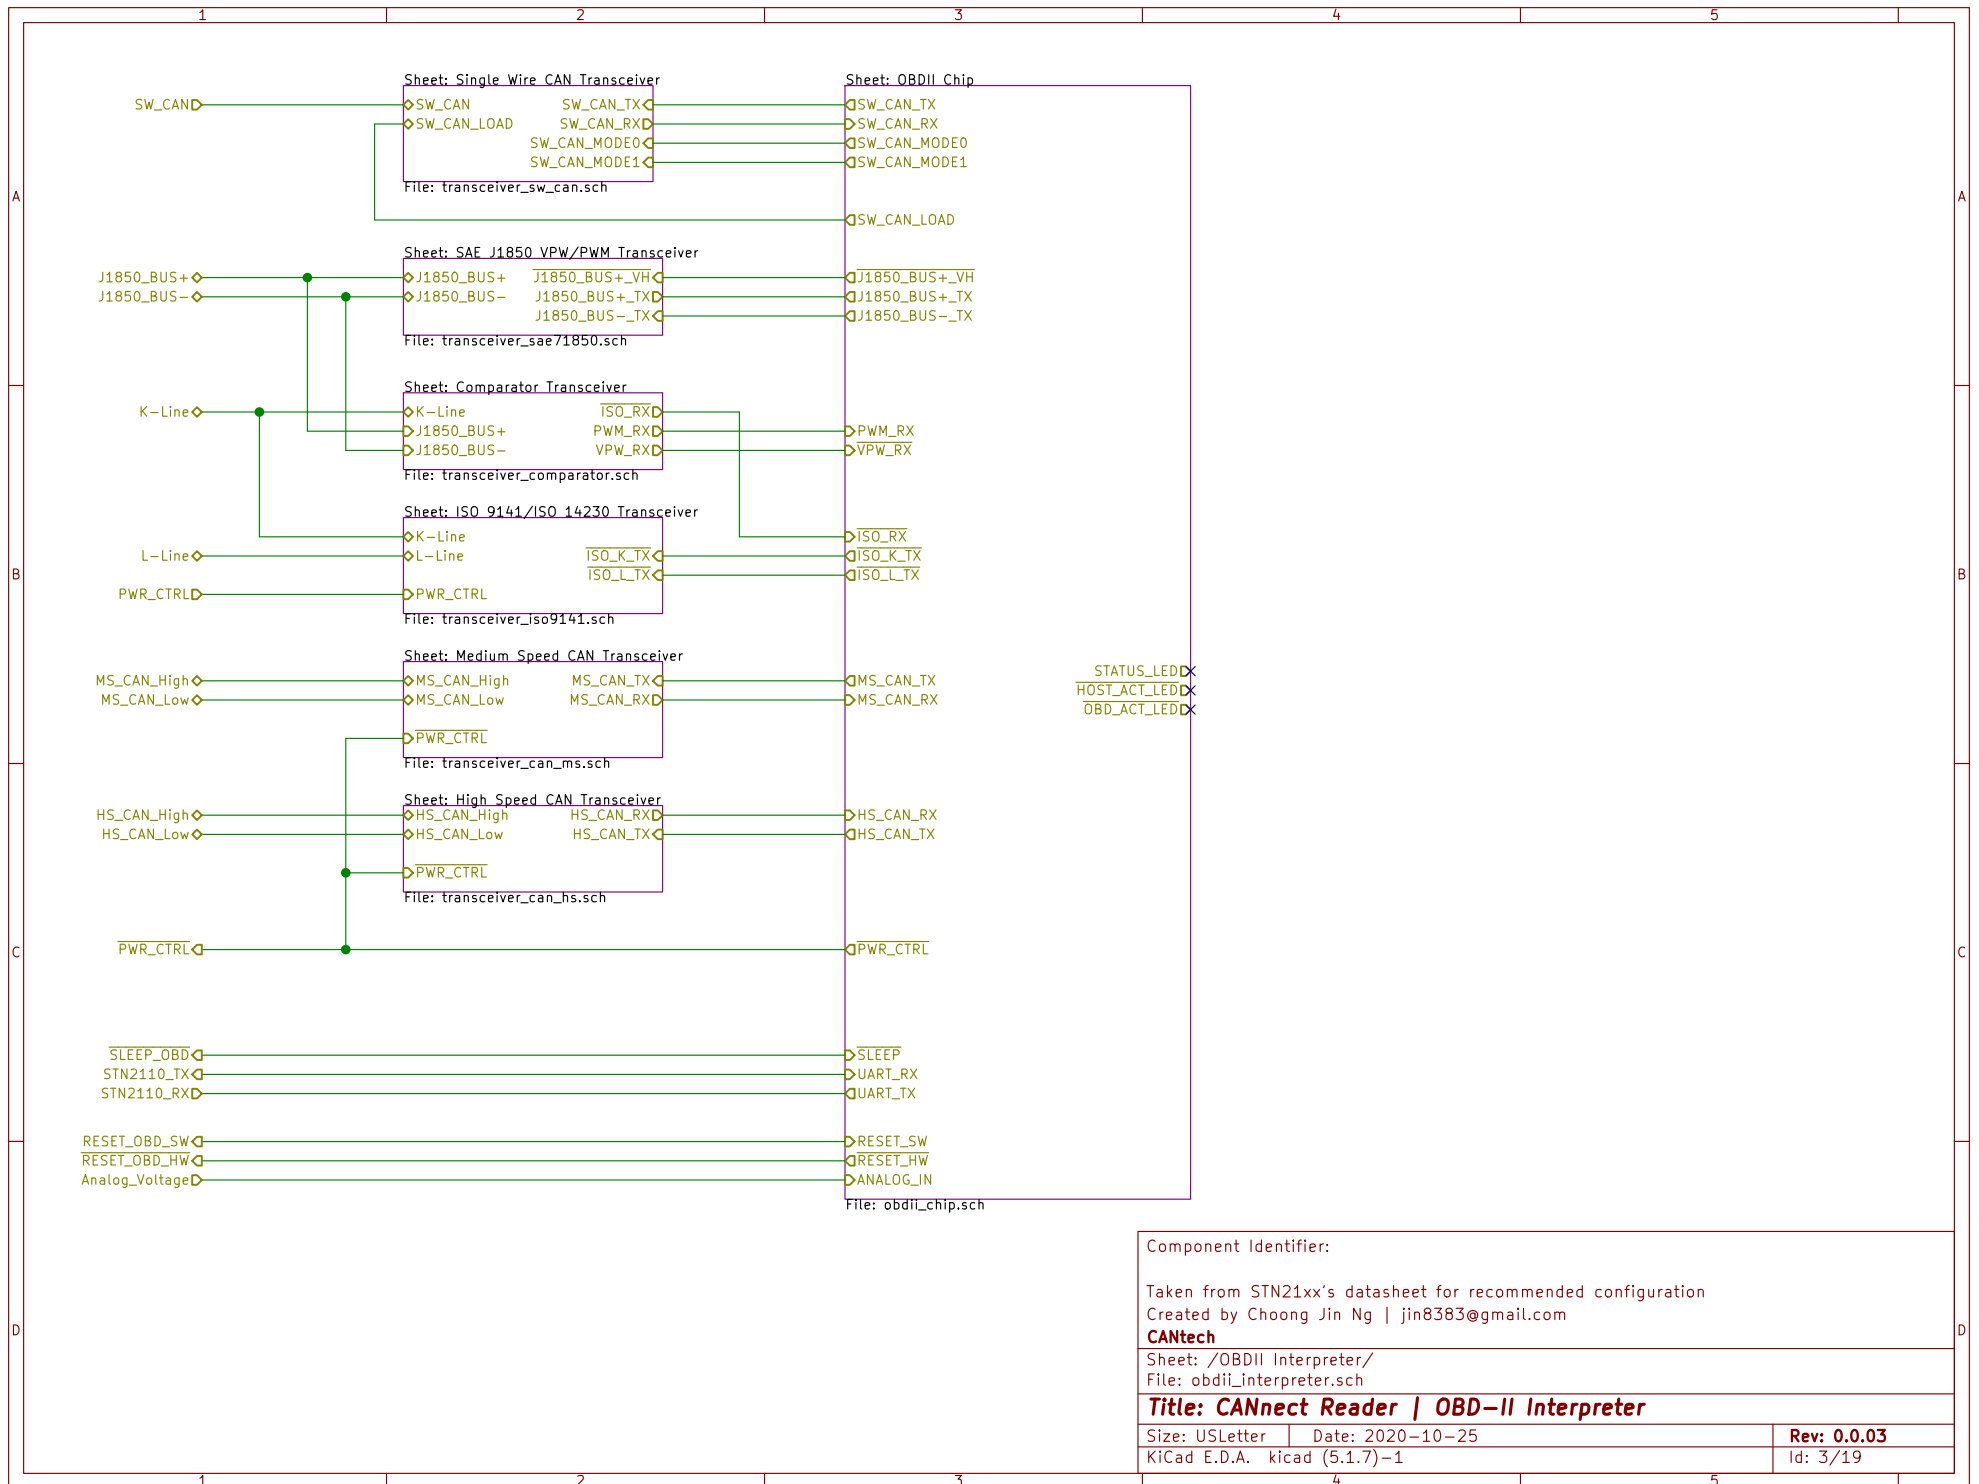 1 2 3 4 5
Sheet: Single Wire CAN Transceiver
Sheet: OBDII Chip
SW_CAN
SW_CAN SW_CAN_TX
SW_CAN_TX
SW_CAN_LOAD SW_CAN_RX
SW_CAN_RX
SW_CAN_MODE0
SW_CAN_MODE0
SW_CAN_MODE1
SW_CAN_MODE1
File: transceiver_sw_can.sch
A
A
SW_CAN_LOAD
Sheet: SAE J1850 VPW/PWM Transceiver
J1850_BUS+
J1850_BUS+ J1850_BUS+_VH
J1850_BUS+_VH
J1850_BUS-
J1850_BUS- J1850_BUS+_TX
J1850_BUS+_TX
J1850_BUS-_TX
J1850_BUS-_TX
File: transceiver_sae71850.sch
Sheet: Comparator Transceiver
K-Line
K-Line ISO_RX
J1850_BUS+ PWM_RX
PWM_RX
J1850_BUS- VPW_RX
VPW_RX
File: transceiver_comparator.sch
Sheet: ISO 9141/ISO 14230 Transceiver
K-Line
ISO_RX
L-Line
L-Line ISO_K_TX
ISO_K_TX
ISO_L_TX
ISO_L_TX
B
B
PWR_CTRL
PWR_CTRL
File: transceiver_iso9141.sch
Sheet: Medium Speed CAN Transceiver
STATUS_LED
MS_CAN_High
MS_CAN_High MS_CAN_TX
MS_CAN_TX
HOST_ACT_LED
MS_CAN_Low
MS_CAN_Low MS_CAN_RX
MS_CAN_RX
OBD_ACT_LED
PWR_CTRL
File: transceiver_can_ms.sch
Sheet: High Speed CAN Transceiver
HS_CAN_High
HS_CAN_High HS_CAN_RX
HS_CAN_RX
HS_CAN_Low
HS_CAN_Low HS_CAN_TX
HS_CAN_TX
PWR_CTRL
File: transceiver_can_hs.sch
PWR_CTRL
PWR_CTRL
C
C
SLEEP_OBD
SLEEP
STN2110_TX
UART_RX
STN2110_RX
UART_TX
RESET_OBD_SW
RESET_SW
RESET_OBD_HW
RESET_HW
Analog_Voltage
ANALOG_IN
File: obdii_chip.sch
Component Identifier:
Taken from STN21xx's datasheet for recommended configuration
Created by Choong Jin Ng | jin8383@gmail.com
D
D
CANtech
Sheet: /OBDII Interpreter/
File: obdii_interpreter.sch
Title: CANnect Reader | OBD-II Interpreter
Size: USLetter Date: 2020-10-25 Rev: 0.0.03
KiCad E.D.A. kicad (5.1.7)-1 Id: 3/19
1 2 3 4 5